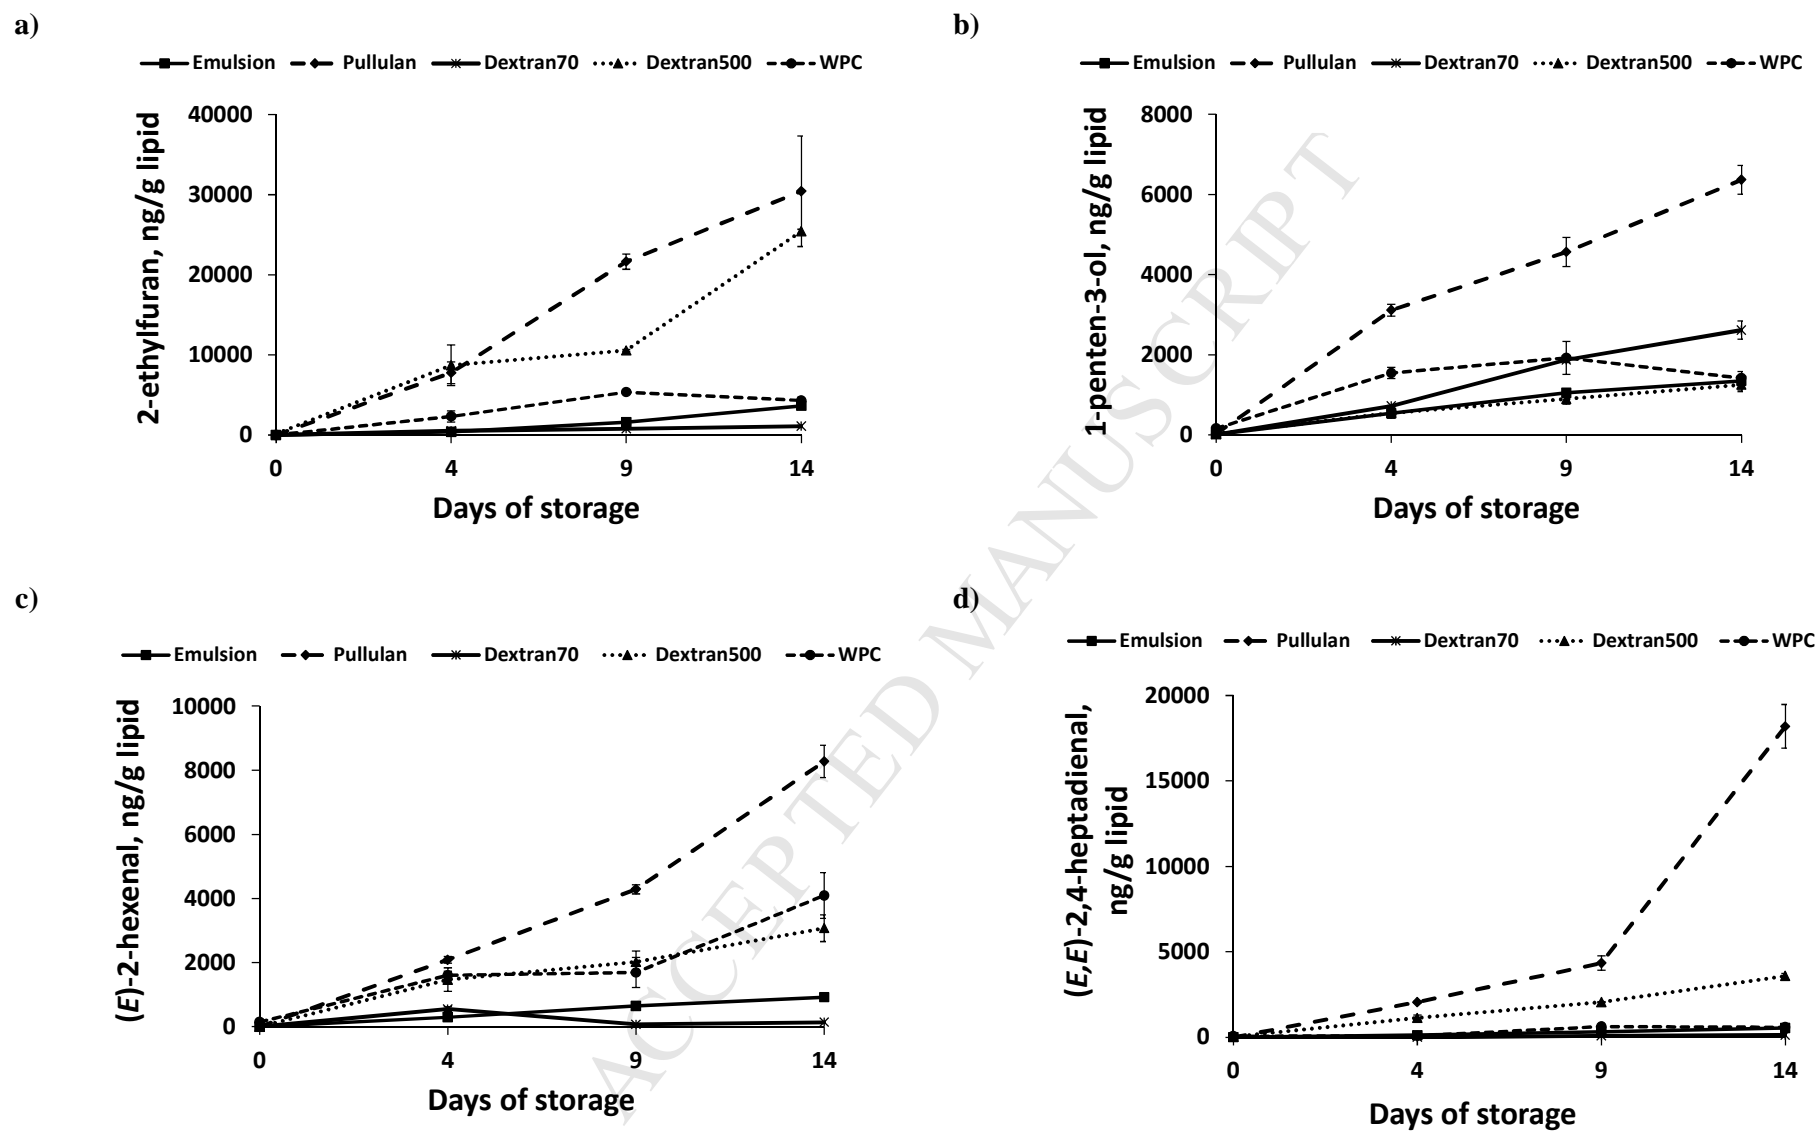 a)
Emulsion Pullulan Dextran70 Dextran500 WPC
2-ethylfuran, ng/g lipid
40000
30000
20000
10000
0
0 4 9 14
Days of storage
b)
Emulsion Pullulan Dextran70 Dextran500 WPC
1-penten-3-ol, ng/g lipid
8000
6000
4000
2000
0
0 4 9 14
Days of storage
c)
Emulsion Pullulan Dextran70 Dextran500 WPC
(E)-2-hexenal, ng/g lipid
10000
8000
6000
4000
2000
0
0 4 9 14
Days of storage
d)
Emulsion Pullulan Dextran70 Dextran500 WPC
(E,E)-2,4-heptadienal,
ng/g lipid
20000
15000
10000
5000
0
0 4 9 14
Days of storage
ACCEPTED MANUSCRIPT